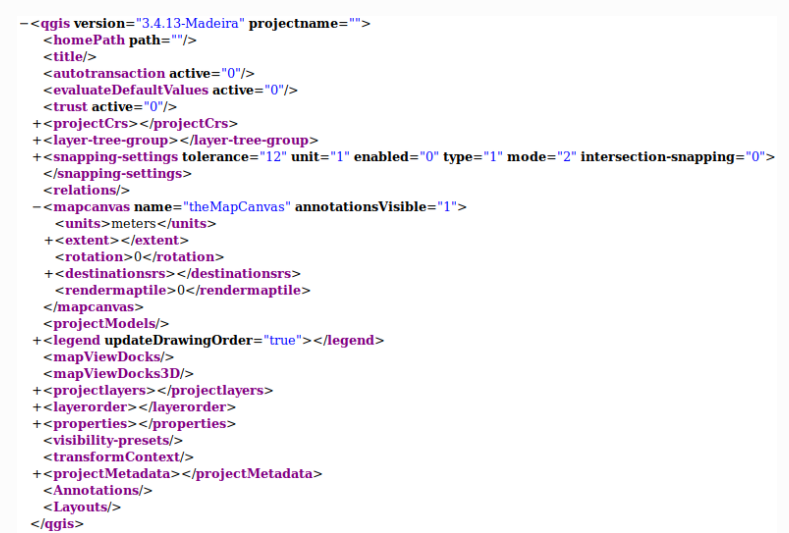 −<qgis version="3.4.13-Madeira" projectname="">
<homePath path=""/>
<title/>
<autotransaction active="0"/>
<evaluateDefaultValues active="0"/>
<trust active="0"/>
+<projectCrs></projectCrs>
+<layer-tree-group></layer-tree-group>
+<snapping-settings tolerance="12" unit="1" enabled="0" type="1" mode="2" intersection-snapping="0">
</snapping-settings>
<relations/>
−<mapcanvas name="theMapCanvas" annotationsVisible="1">
<units>meters</units>
+<extent></extent>
<rotation>0</rotation>
+<destinationsrs></destinationsrs>
<rendermaptile>0</rendermaptile>
</mapcanvas>
<projectModels/>
+<legend updateDrawingOrder="true"></legend>
<mapViewDocks/>
<mapViewDocks3D/>
+<projectlayers></projectlayers>
+<layerorder></layerorder>
+<properties></properties>
<visibility-presets/>
<transformContext/>
+<projectMetadata></projectMetadata>
<Annotations/>
<Layouts/>
</qgis>